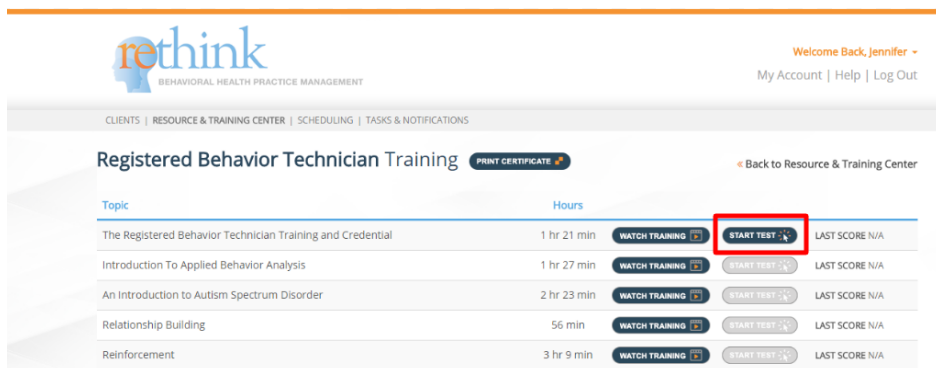 rethink
BEHAVIORAL HEALTH PRACTICE MANAGEMENT
Welcome Back, Jennifer
My Account | Help | Log Out
CLIENTS | RESOURCE & TRAINING CENTER | SCHEDULING | TASKS & NOTIFICATIONS
Registered Behavior Technician Training PRINT CERTIFICATE « Back to Resource & Training Center
Topic Hours
The Registered Behavior Technician Training and Credential 1 hr 21 min WATCH TRAINING START TEST LAST SCORE N/A
Introduction To Applied Behavior Analysis 1 hr 27 min WATCH TRAINING START TEST LAST SCORE N/A
An Introduction to Autism Spectrum Disorder 2 hr 23 min WATCH TRAINING START TEST LAST SCORE N/A
Relationship Building 56 min WATCH TRAINING START TEST LAST SCORE N/A
Reinforcement 3 hr 9 min WATCH TRAINING START TEST LAST SCORE N/A